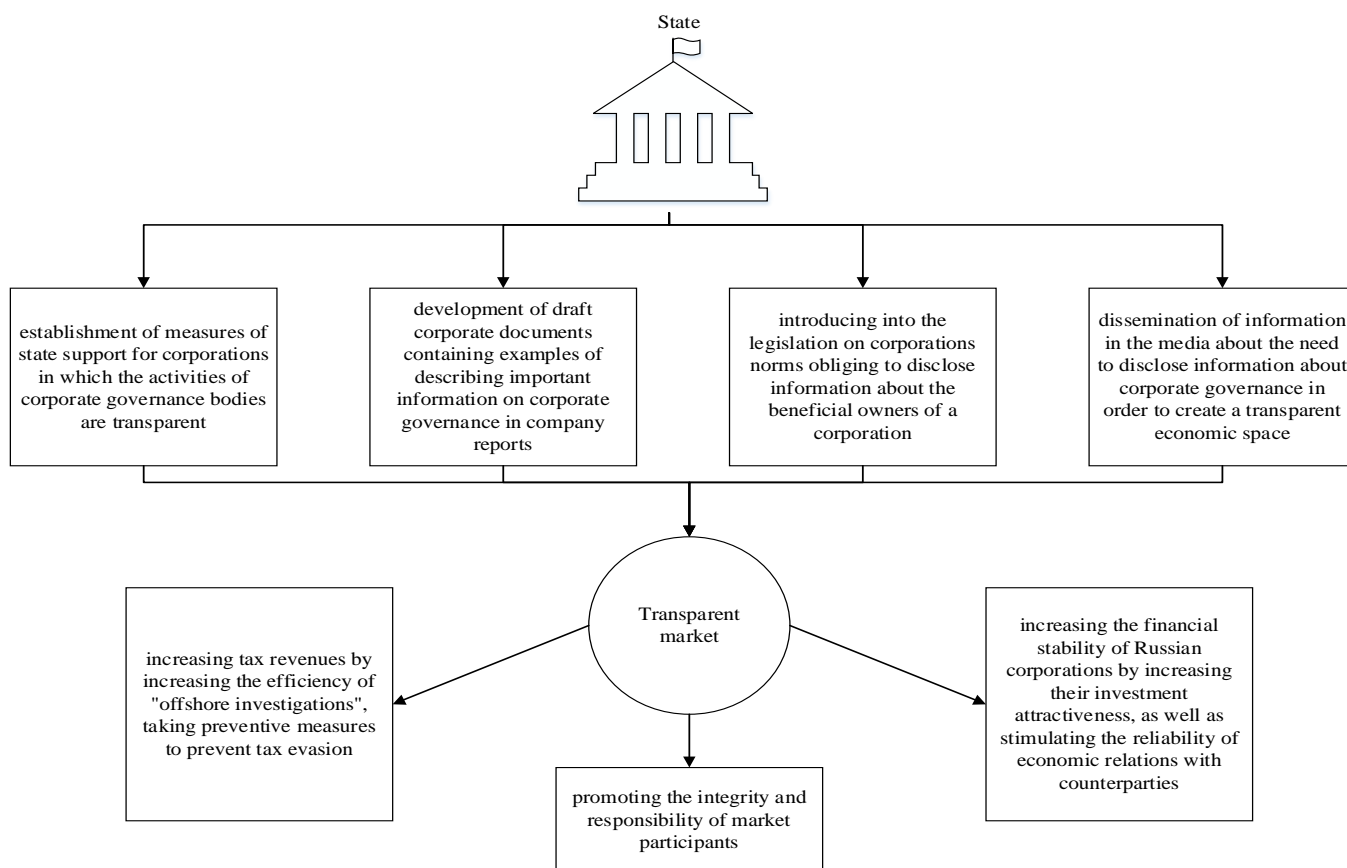 State
establishment of measures of
state support for corporations
in which the activities of
corporate governance bodies
are transparent
development of draft
corporate documents
containing examples of
describing important
information on corporate
governance in company
reports
introducing into the
legislation on corporations
norms obliging to disclose
information about the
beneficial owners of a
corporation
dissemination of information
in the media about the need
to disclose information about
corporate governance in
order to create a transparent
economic space
Transparent
market
increasing tax revenues by
increasing the efficiency of
"offshore investigations",
taking preventive measures
to prevent tax evasion
promoting the integrity and
responsibility of market
participants
increasing the financial
stability of Russian
corporations by increasing
their investment
attractiveness, as well as
stimulating the reliability of
economic relations with
counterparties